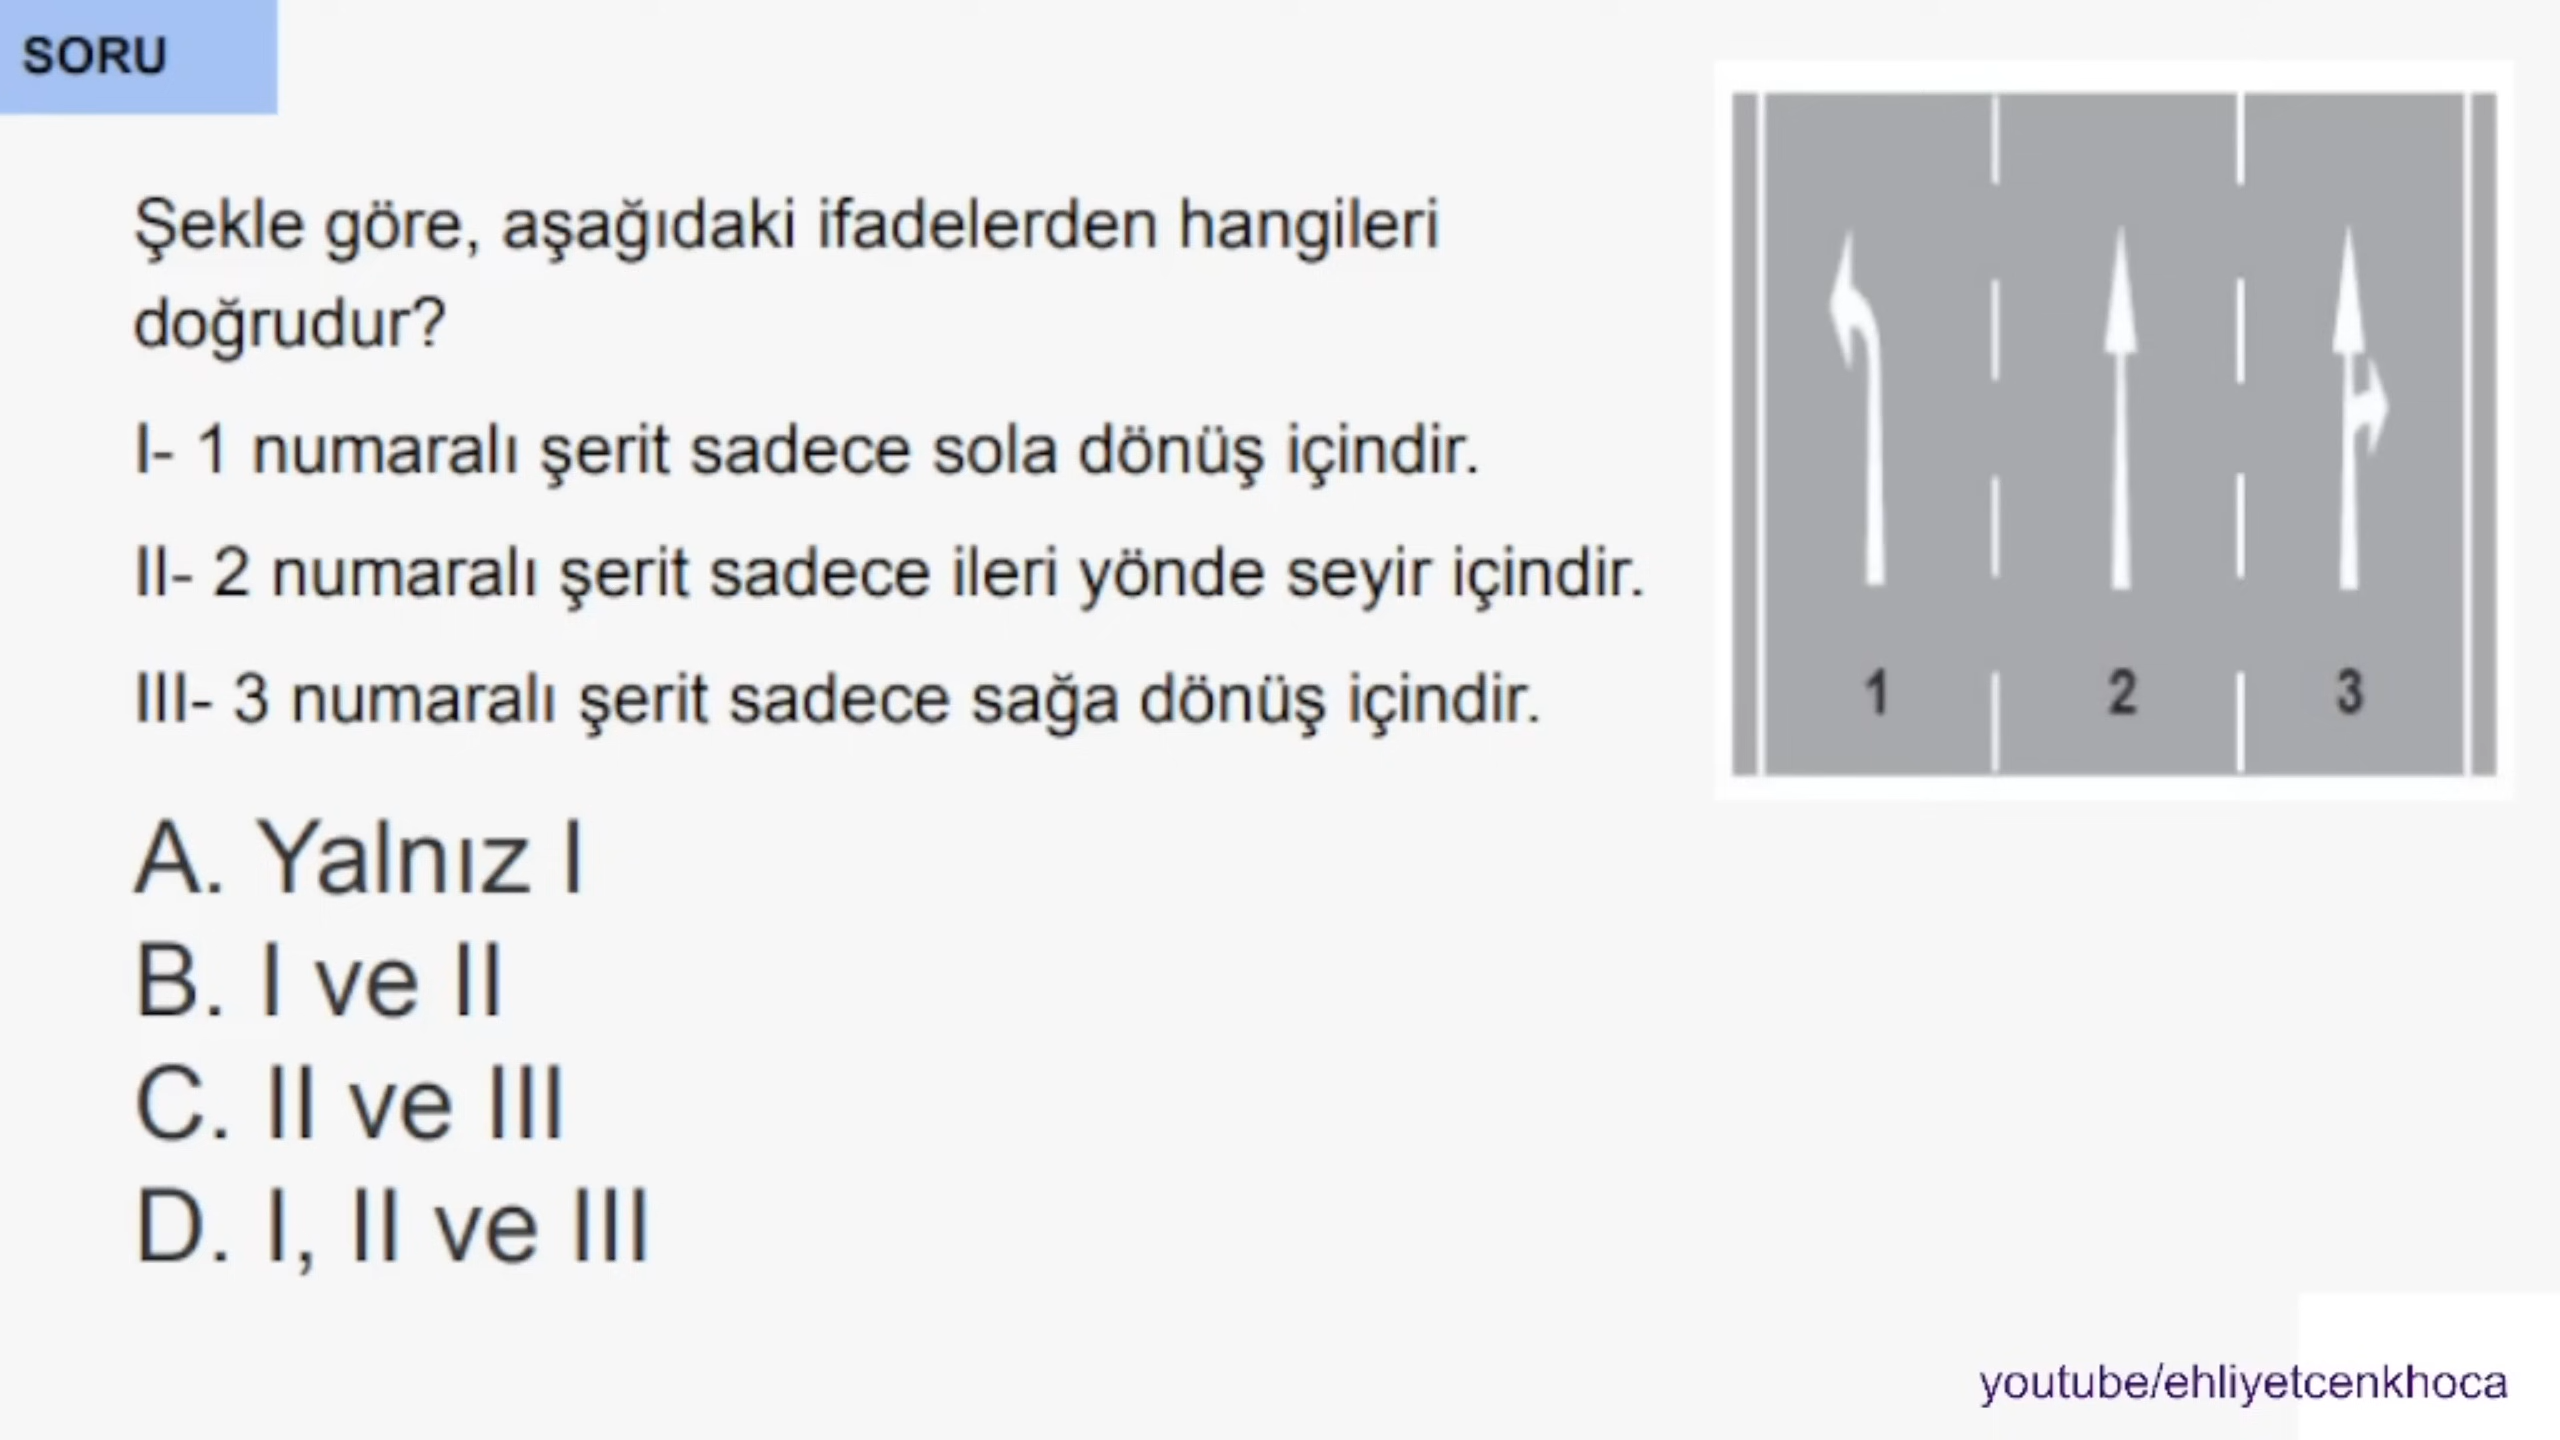 SORU
Şekle göre, aşağıdaki ifadelerden hangileri
doğrudur?
I- 1 numaralı şerit sadece sola dönüş içindir.
II- 2 numaralı şerit sadece ileri yönde seyir içindir.
III- 3 numaralı şerit sadece sağa dönüş içindir.
A. Yalnız I
B. I ve II
C. II ve III
D. I, II ve III
1 2 3
youtube/ehliyetcenkhoca